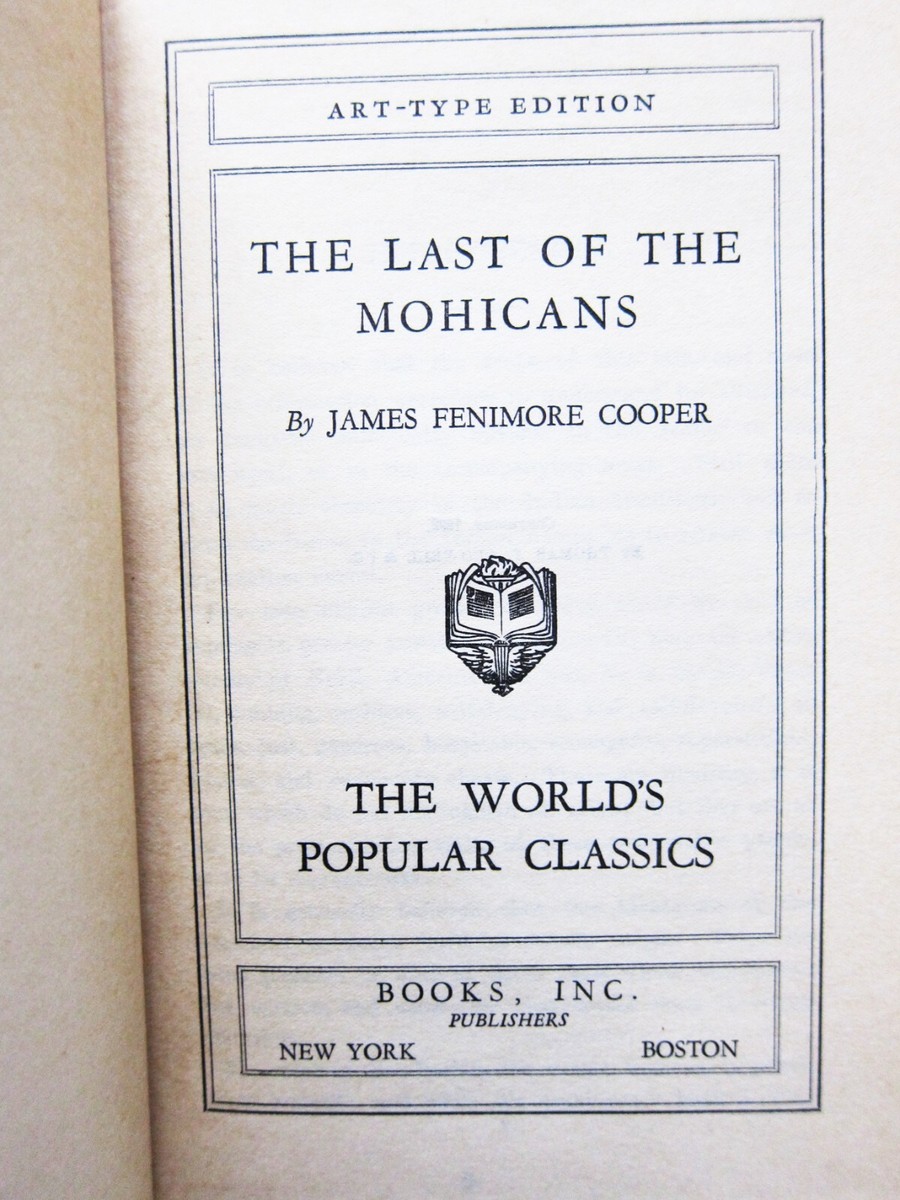 ART-TYPE EDITION
THE LAST OF THE
MOHICANS
By JAMES FENIMORE COOPER
THE WORLD'S
POPULAR CLASSICS
BOOKS, INC.
PUBLISHERS
NEW YORK BOSTON